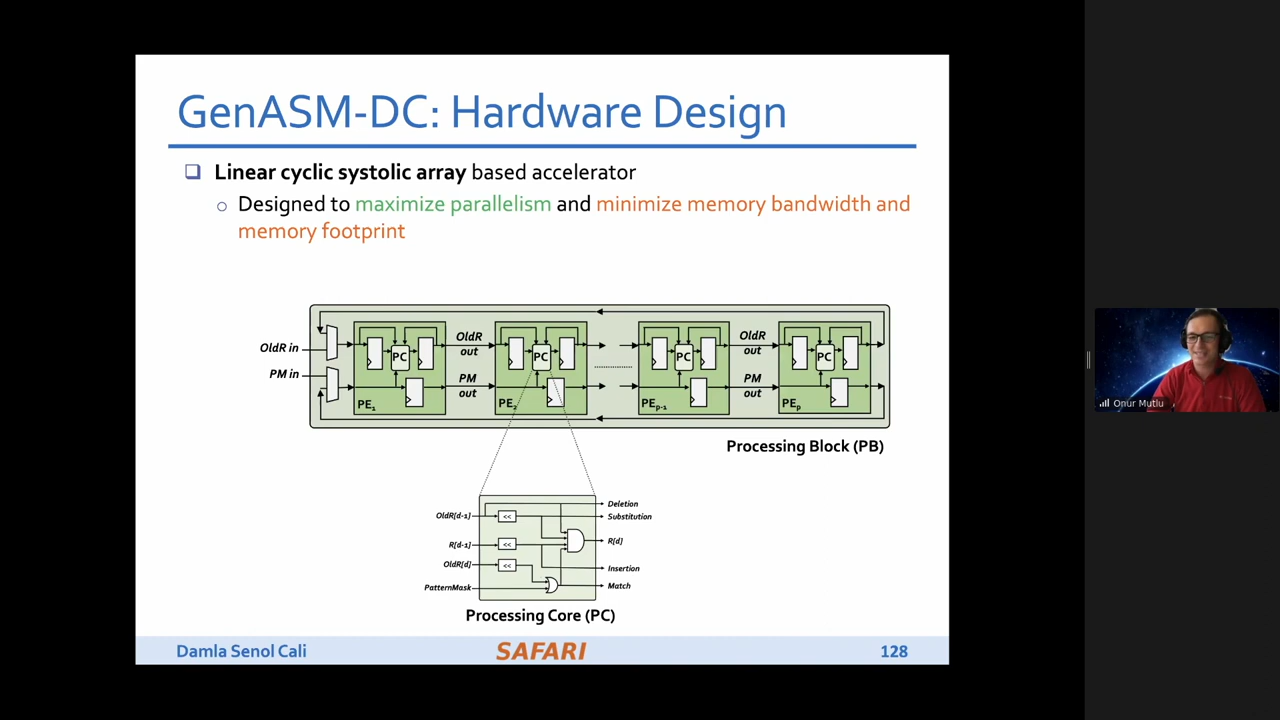 GenASM-DC: Hardware Design
❑ Linear cyclic systolic array based accelerator
o Designed to maximize parallelism and minimize memory bandwidth and
memory footprint
OldR in
PM in
PC
PE1
OldR
out
PM
out
PC
PE2
PC
PEp-1
OldR
out
PM
out
PC
PEp
Processing Block (PB)
OldR[d-1]
<<
R[d-1]
<<
OldR[d]
<<
PatternMask
Deletion
Substitution
R[d]
Insertion
Match
Processing Core (PC)
Damla Senol Cali
SAFARI
128
Onur Mutlu